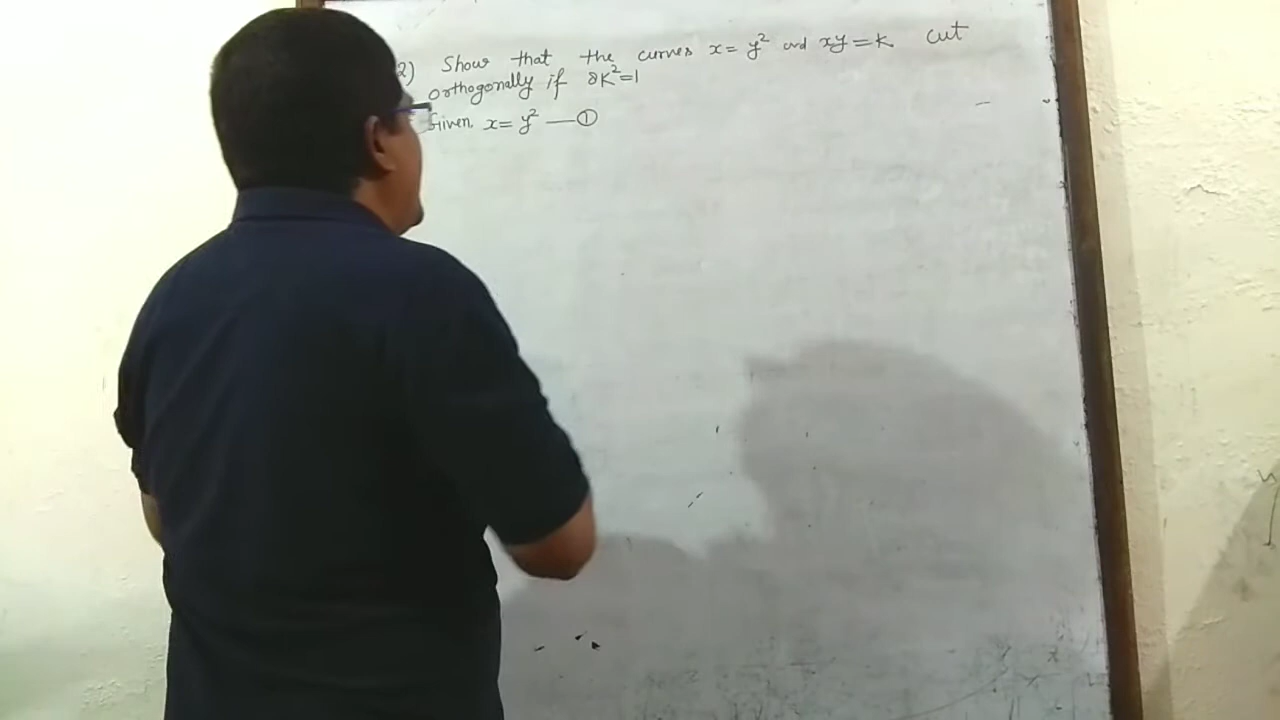 2) Show that the curves x = y² and xy = k cut
orthogonally if 8k² = 1
Given x = y² — ①